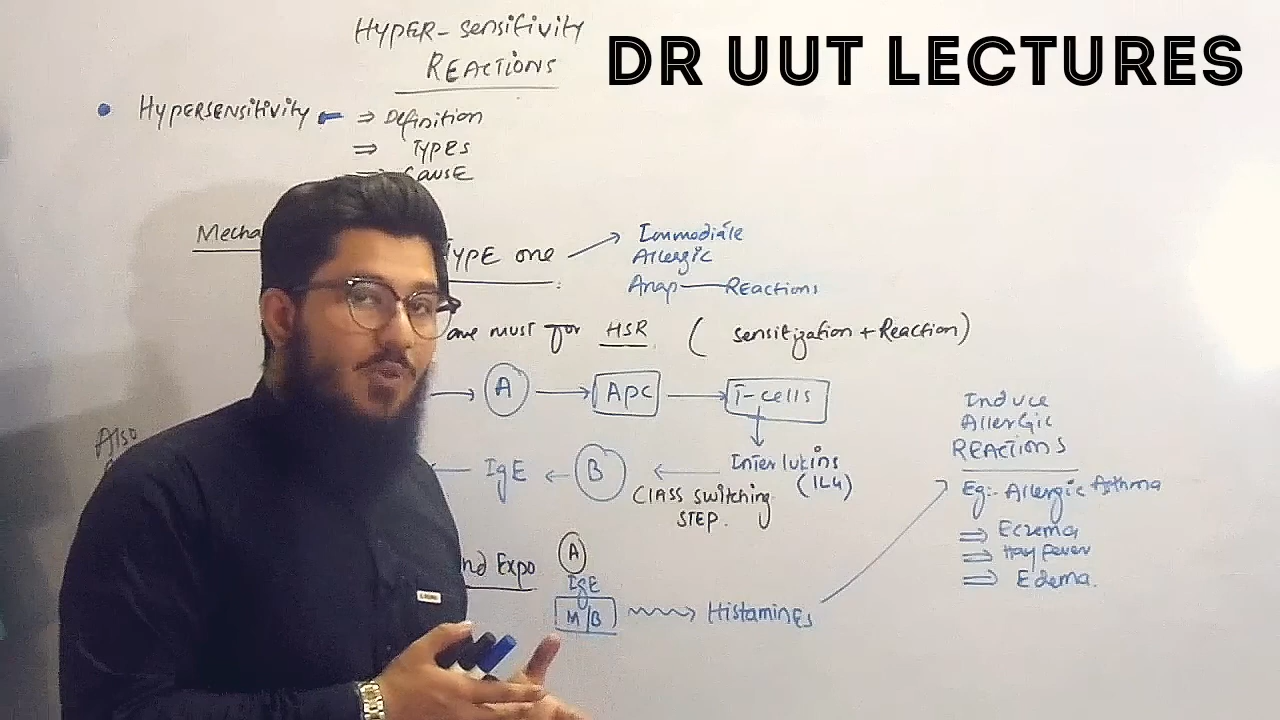 HYPER-Sensitivity
REACTIONS
DR UUT LECTURES
HYPERSENSitivity ⇒ Definition
⇒ TYPES
⇒ CAUSE
Mecha
TYPE one → Immediate
Allergic
Anap—Reactions
are must for HSR ( Sensitization + Reaction)
→ A → APC → T-cells
Also
← IgE ← B ← Interlukins
(IL4)
Class switching
STEP.
nd Expo
A
IgE
M/B → Histamines
Induce
AllerGic
REACTIONS
Eg:- Allergic Asthma
⇒ Eczema
⇒ Hay fever
⇒ Edema.